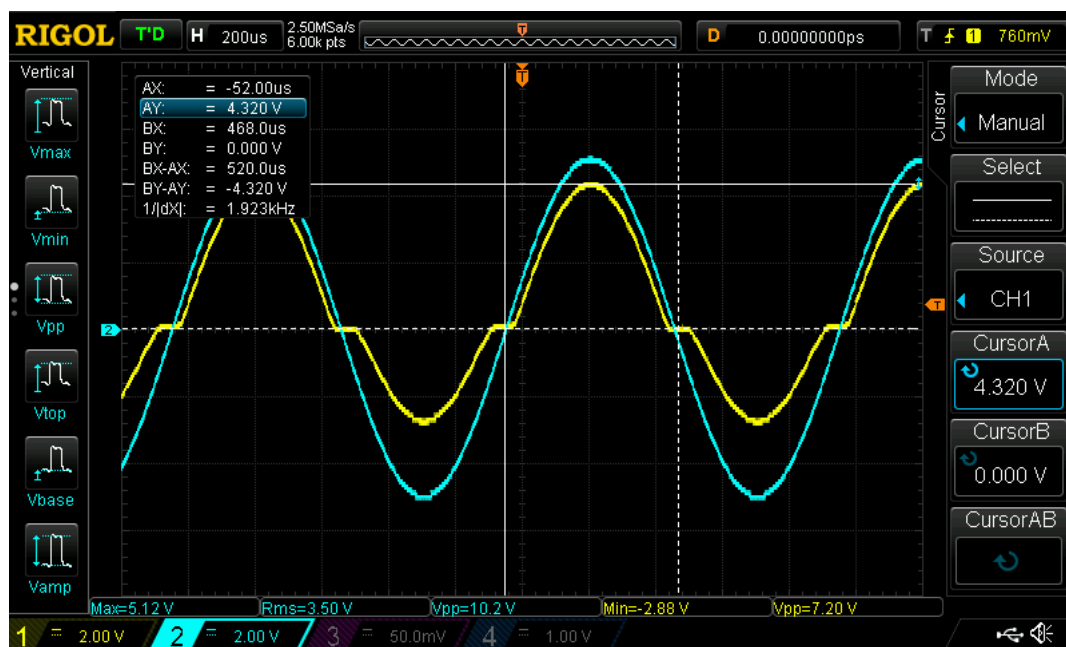 RIGOL T'D H 200us 2.50MSa/s 6.00k pts T D 0.00000000ps T 1 760mV
Vertical
Vmax
Vmin
Vpp
Vtop
Vbase
Vamp
T
AX: = -52.00us
AY: = 4.320 V
BX: = 468.0us
BY: = 0.000 V
BX-AX: = 520.0us
BY-AY: = -4.320 V
1/|dX|: = 1.923kHz
2
T
Cursor
Mode
Manual
Select
Source
CH1
CursorA
4.320 V
CursorB
0.000 V
CursorAB
Max=5.12 V Rms=3.50 V Vpp=10.2 V Min=-2.88 V Vpp=7.20 V
1 = 2.00 V 2 = 2.00 V 3 = 50.0mV 4 = 1.00 V